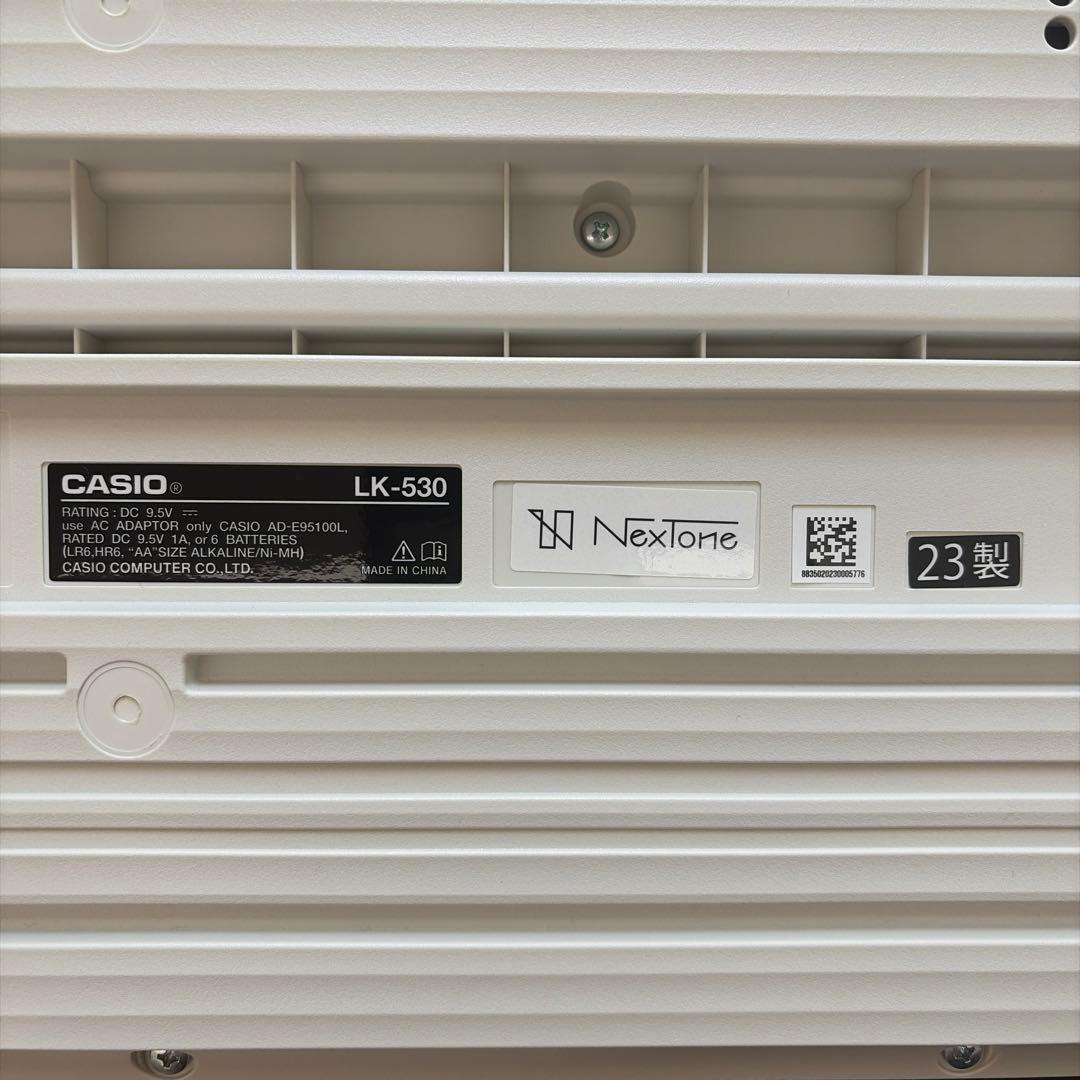 CASIO® LK-530
RATING : DC 9.5V ⎓
use AC ADAPTOR only CASIO AD-E95100L,
RATED DC 9.5V 1A, or 6 BATTERIES
(LR6,HR6, “AA”SIZE ALKALINE/Ni-MH)
CASIO COMPUTER CO.,LTD.
MADE IN CHINA
NexTone
8835020230005776
23製